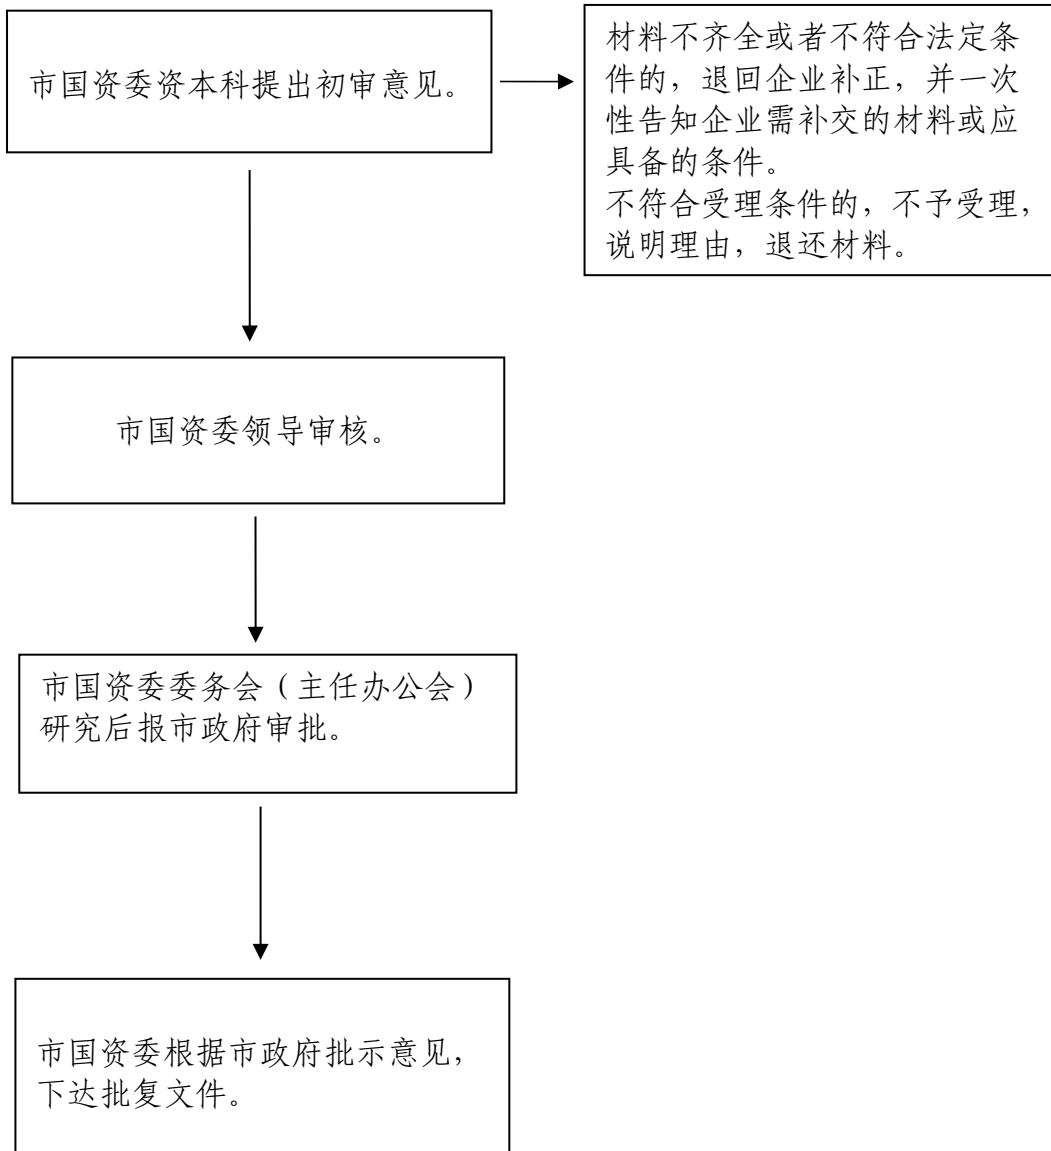 市国资委资本科提出初审意见。
材料不齐全或者不符合法定条
件的，退回企业补正，并一次
性告知企业需补交的材料或应
具备的条件。
不符合受理条件的，不予受理，
说明理由，退还材料。
市国资委领导审核。
市国资委委务会（主任办公会）
研究后报市政府审批。
市国资委根据市政府批示意见，
下达批复文件。